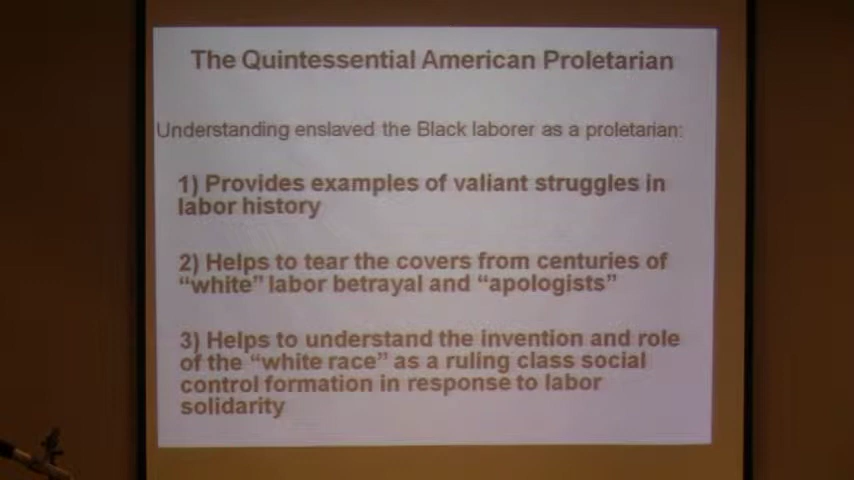 The Quintessential American Proletarian
Understanding enslaved the Black laborer as a proletarian:
1) Provides examples of valiant struggles in
labor history
2) Helps to tear the covers from centuries of
“white” labor betrayal and “apologists”
3) Helps to understand the invention and role
of the “white race” as a ruling class social
control formation in response to labor
solidarity